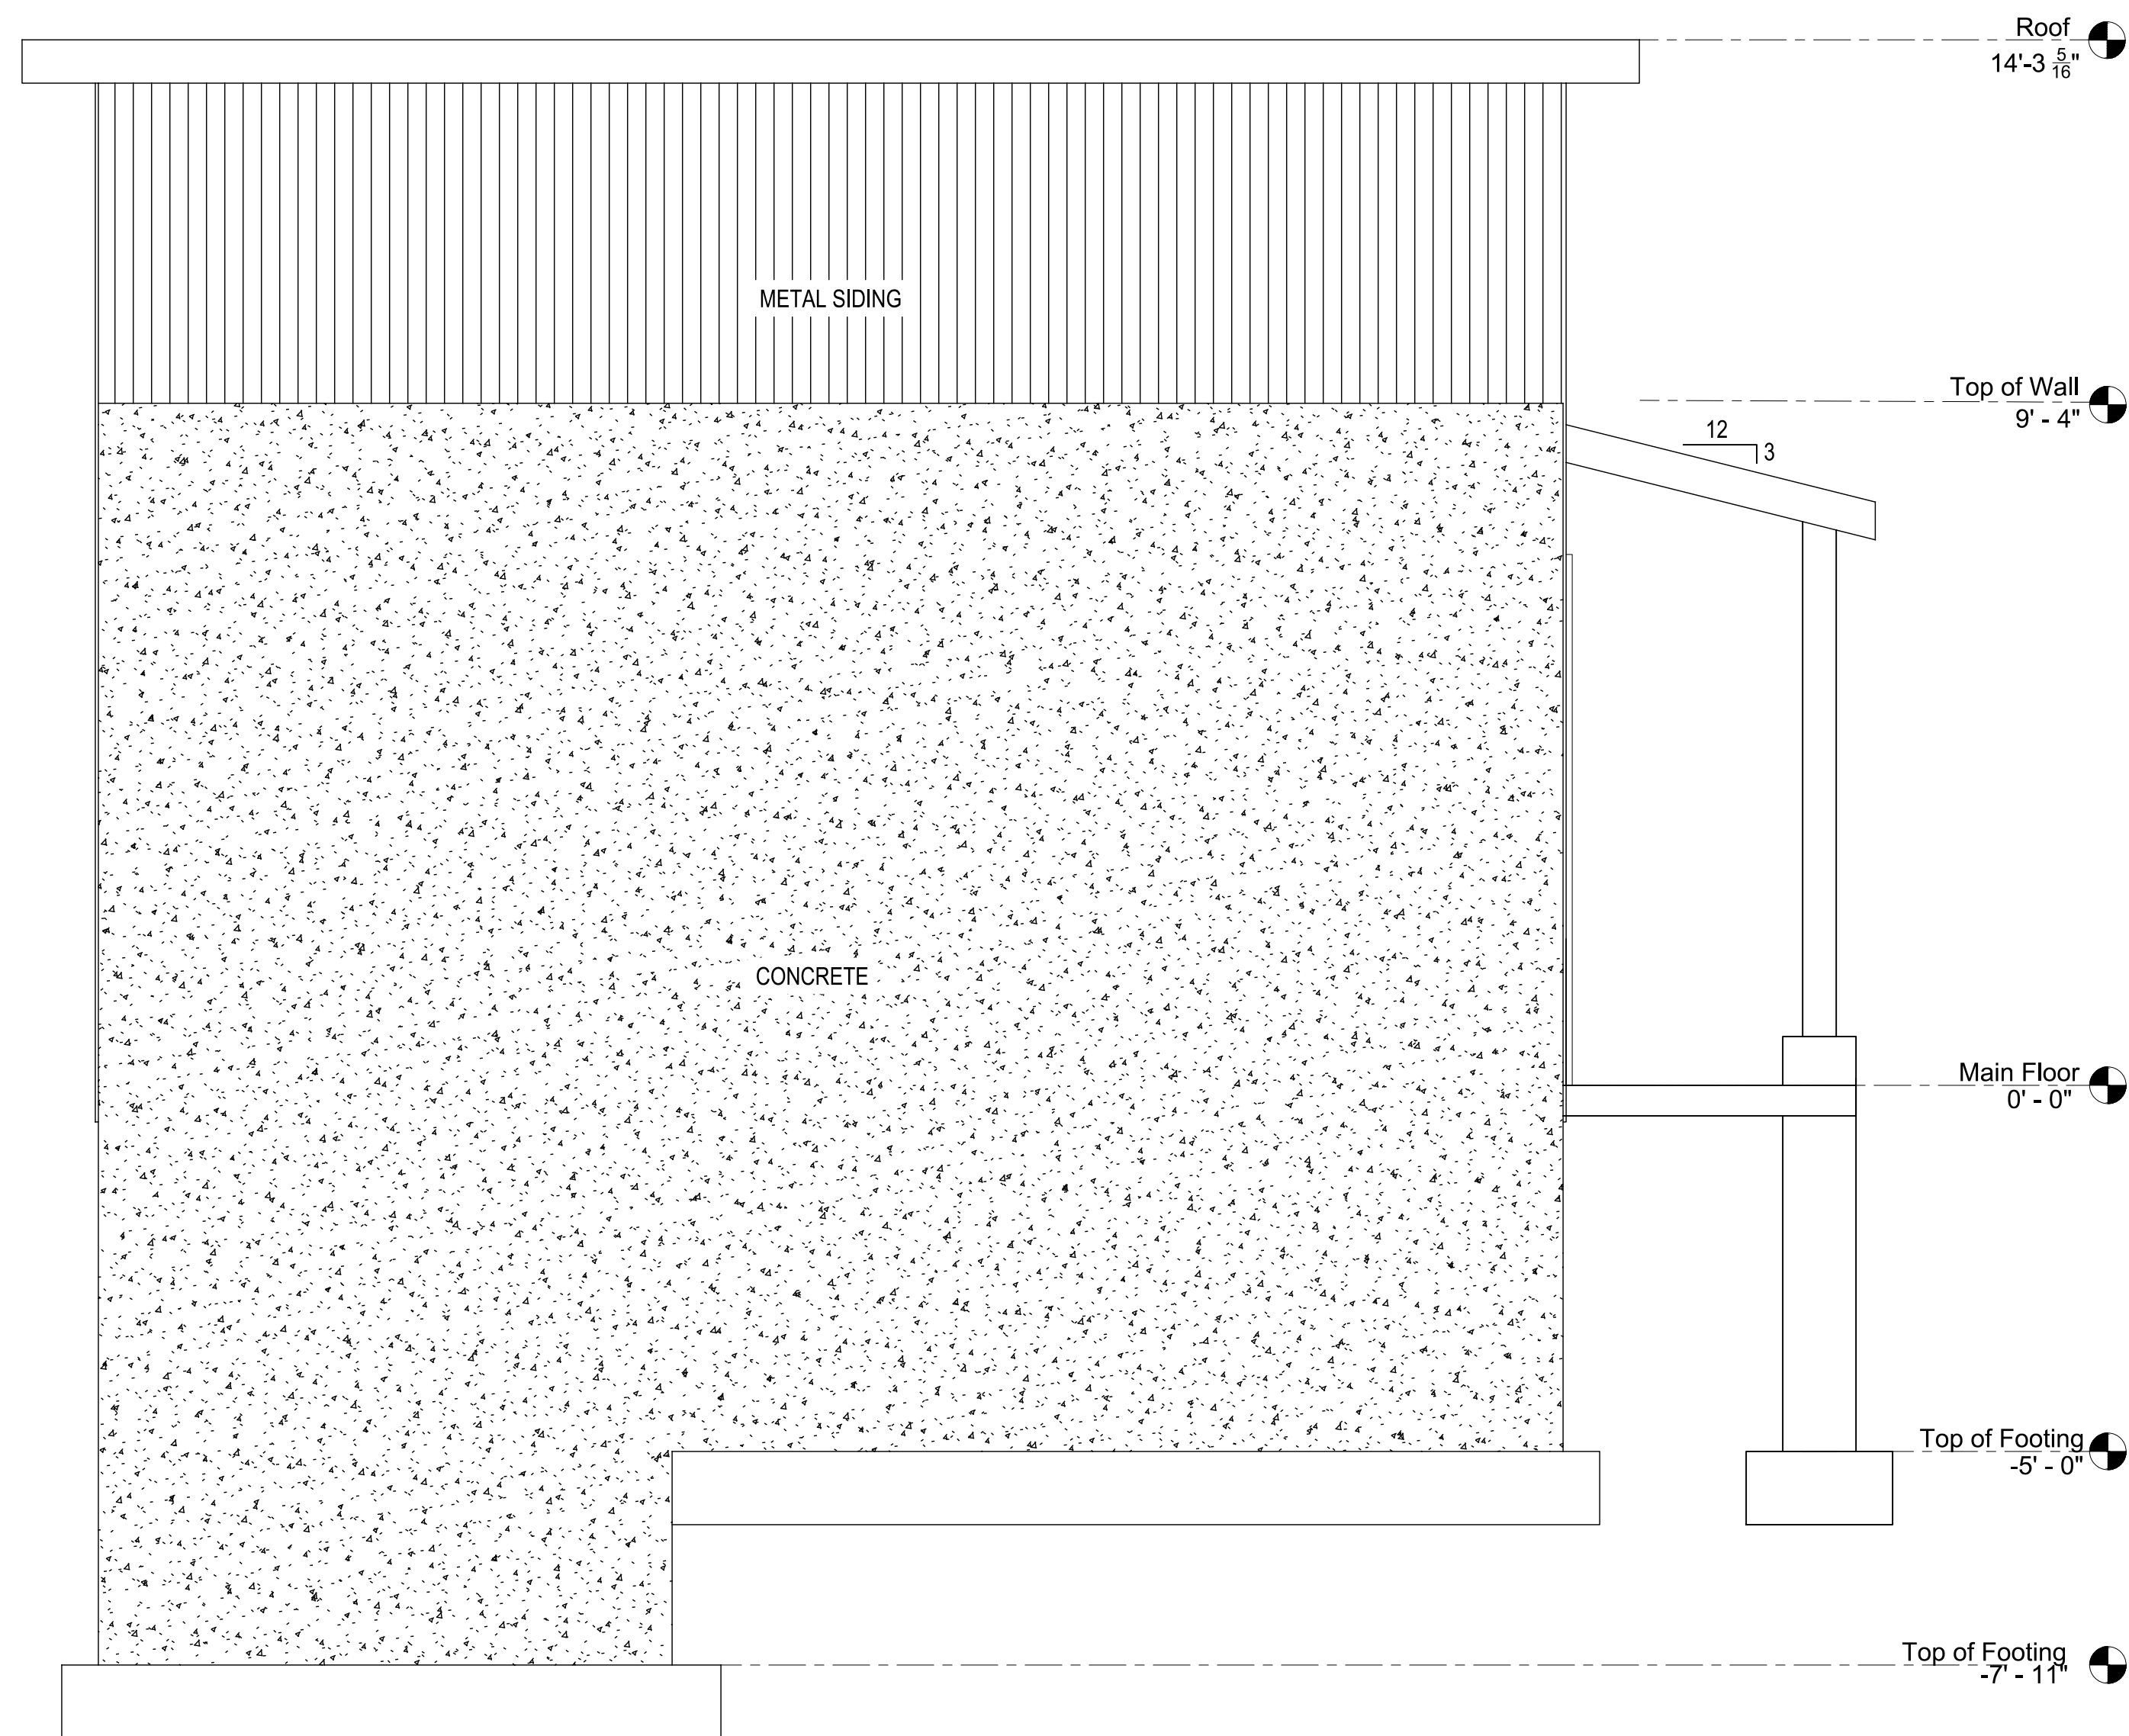 Roof
14'-3 5/16"
METAL SIDING
Top of Wall
9' - 4"
12
3
CONCRETE
Main Floor
0' - 0"
Top of Footing
-5' - 0"
Top of Footing
-7' - 11"